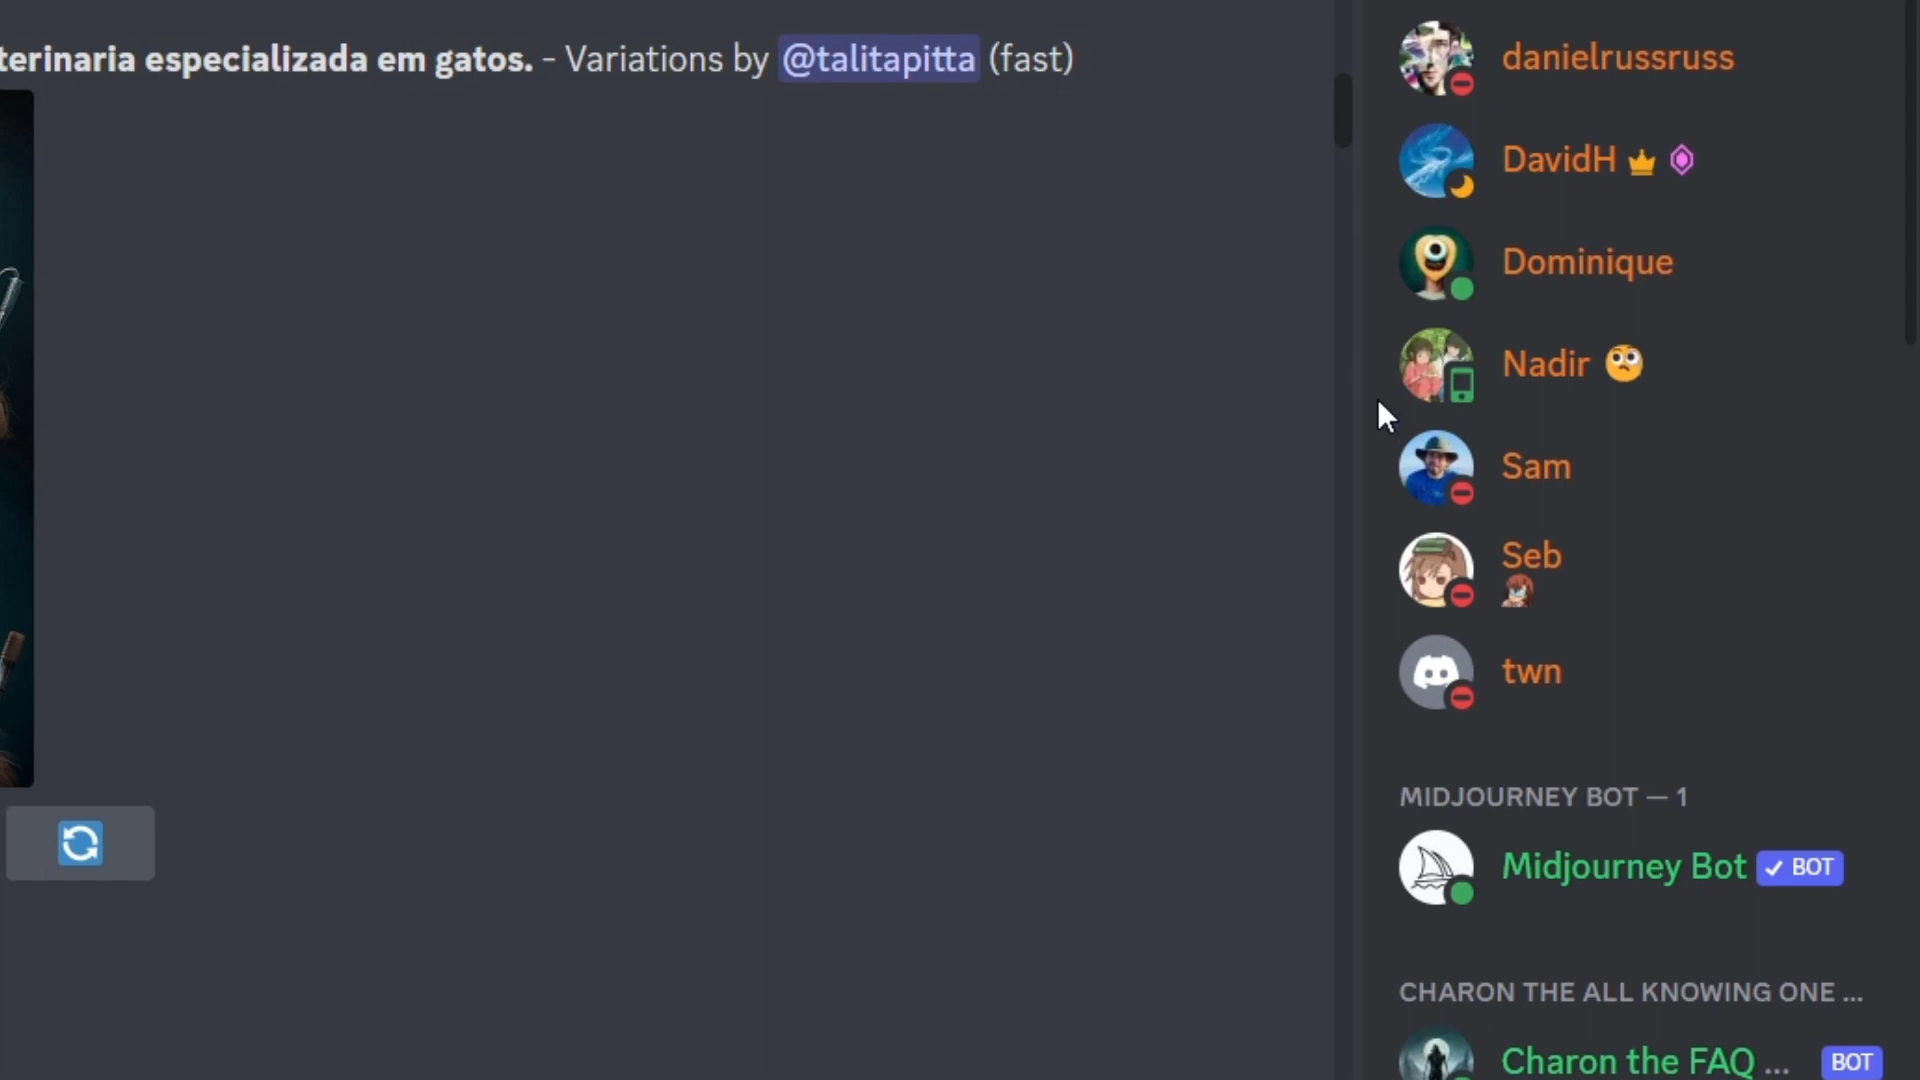 terinaria especializada em gatos. - Variations by @talitapitta (fast)
danielrussruss
DavidH
Dominique
Nadir
Sam
Seb
twn
MIDJOURNEY BOT — 1
Midjourney Bot ✓ BOT
CHARON THE ALL KNOWING ONE ...
Charon the FAQ ... BOT